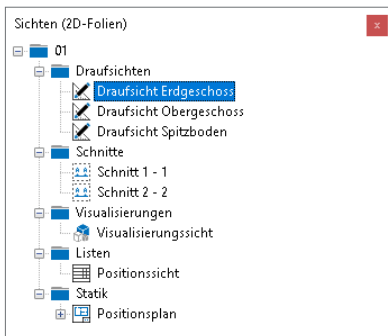 Sichten (2D-Folien)
01
Draufsichten
Draufsicht Erdgeschoss
Draufsicht Obergeschoss
Draufsicht Spitzboden
Schnitte
Schnitt 1 - 1
Schnitt 2 - 2
Visualisierungen
Visualisierungssicht
Listen
Positionssicht
Statik
Positionsplan